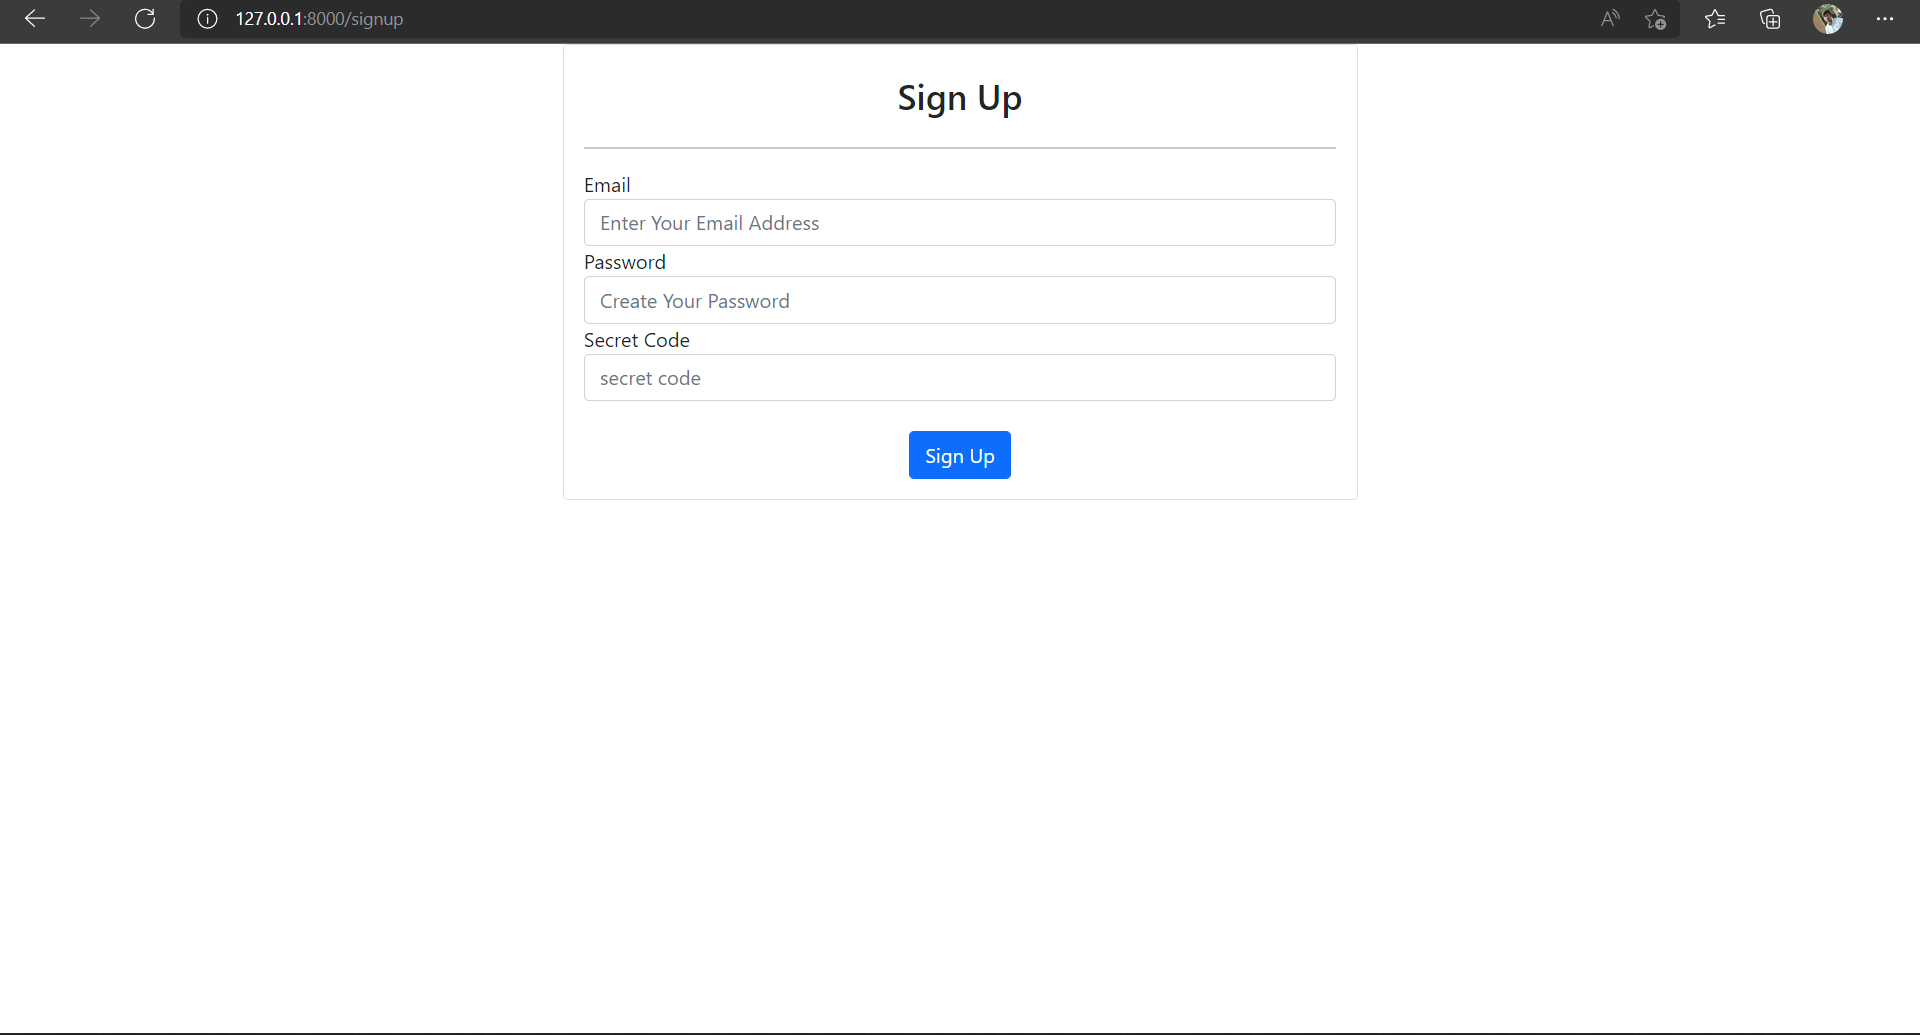 127.0.0.1:8000/signup
Sign Up
Email
Enter Your Email Address
Password
Create Your Password
Secret Code
secret code
Sign Up